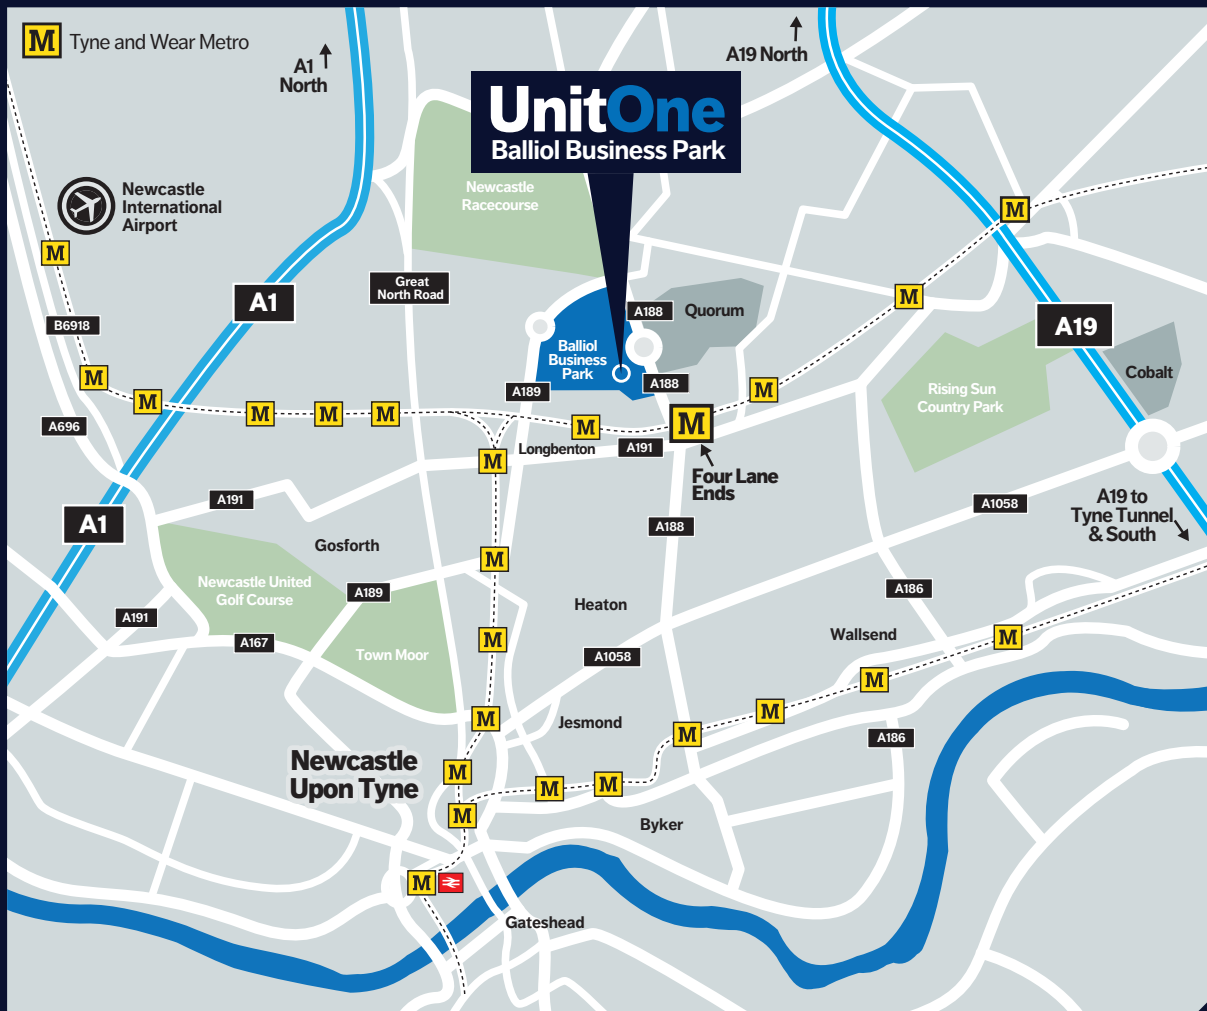 M Tyne and Wear Metro
A1
North
A19 North
UnitOne
Balliol Business Park
Newcastle
International
Airport
Newcastle
Racecourse
M
M
A1
Great
North Road
M
B6918
A188
Quorum
A19
Balliol
Business
Park
M
M
A189
A188
M
Cobalt
Rising Sun
Country Park
M
M
M
M
M
M
A696
Longbenton
A191
M
Four Lane
Ends
A191
A1
A188
A1058
A19 to
Tyne Tunnel
& South
Gosforth
M
Newcastle United
Golf Course
A189
A186
Heaton
A191
A167
M
Wallsend
M
Town Moor
A1058
M
M
Jesmond
M
M
A186
Newcastle
Upon Tyne
M
M
M
M
Byker
M
Gateshead